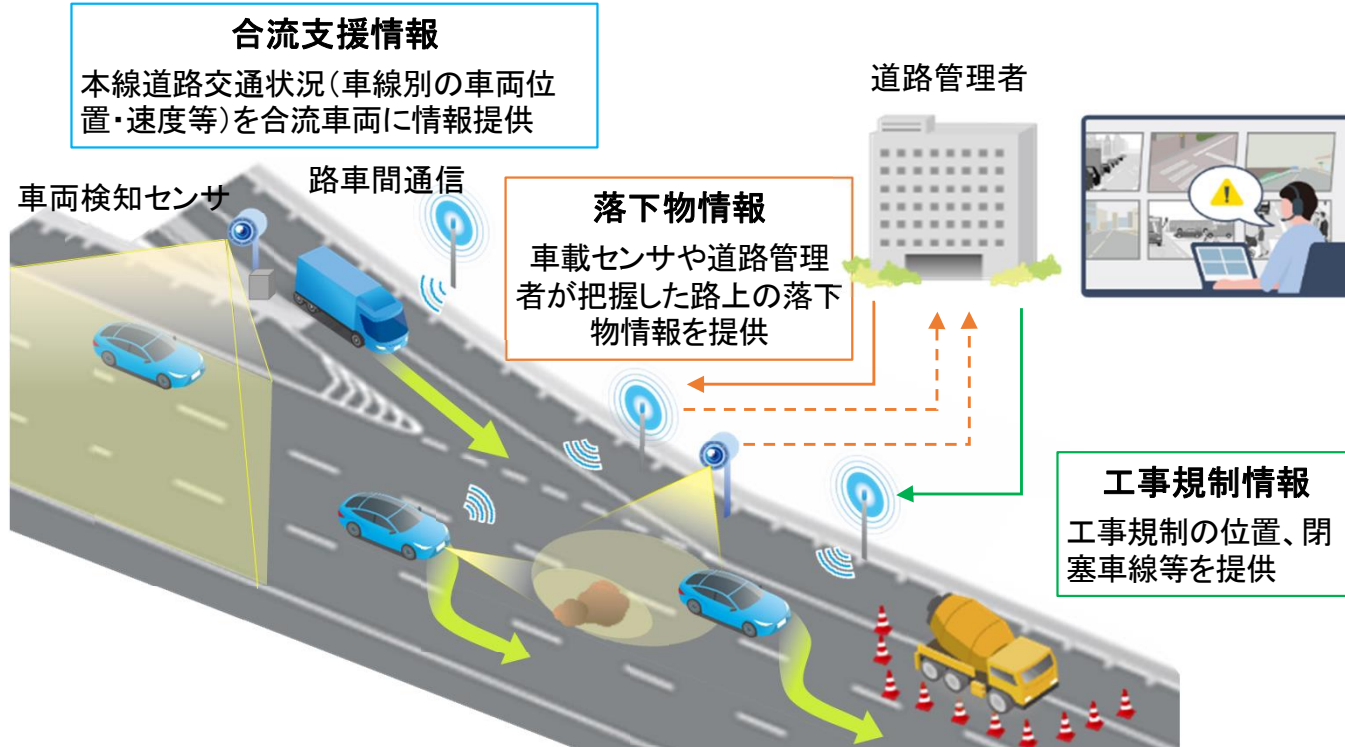 合流支援情報
本線道路交通状況（車線別の車両位
置・速度等）を合流車両に情報提供
道路管理者
車両検知センサ
路車間通信
落下物情報
車載センサや道路管理
者が把握した路上の落下
物情報を提供
工事規制情報
工事規制の位置、閉
塞車線等を提供